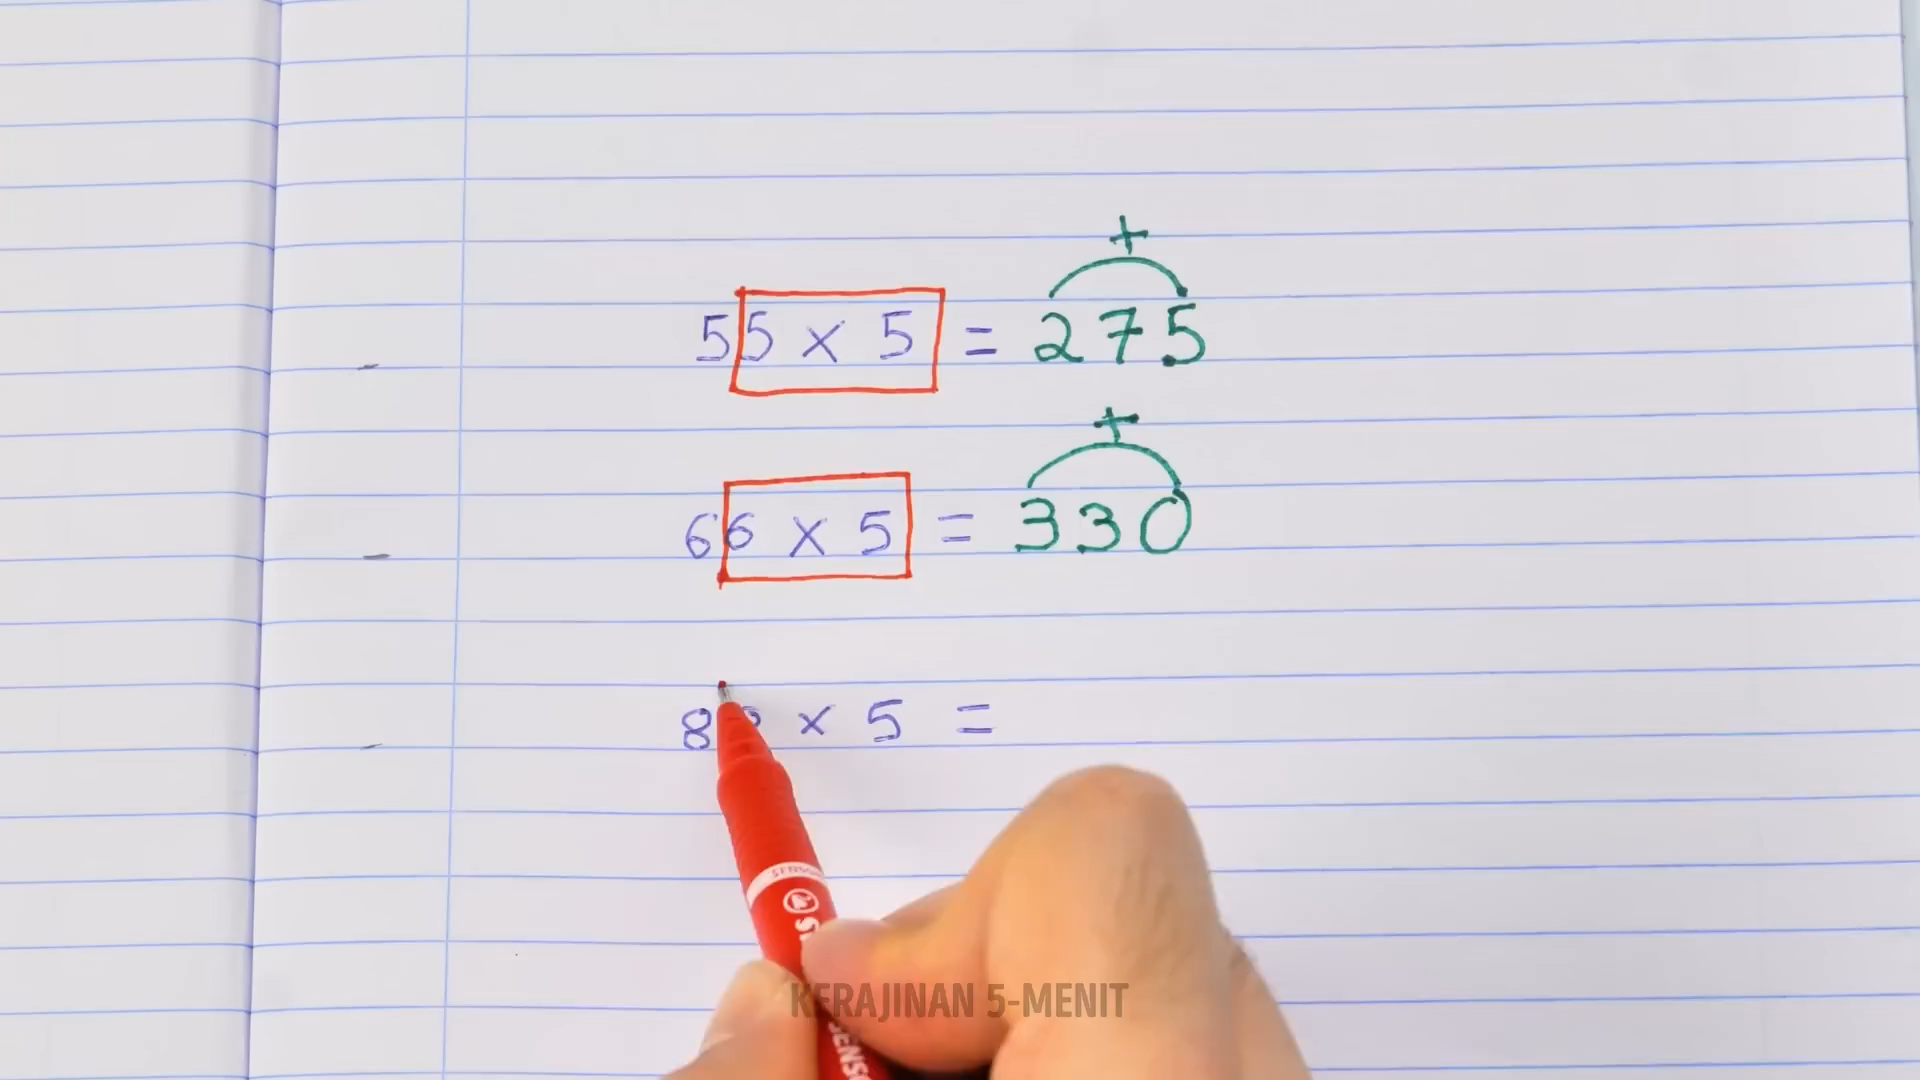 +
55 x 5 = 275
+
66 x 5 = 330
8 x 5 =
KERAJINAN 5-MENIT